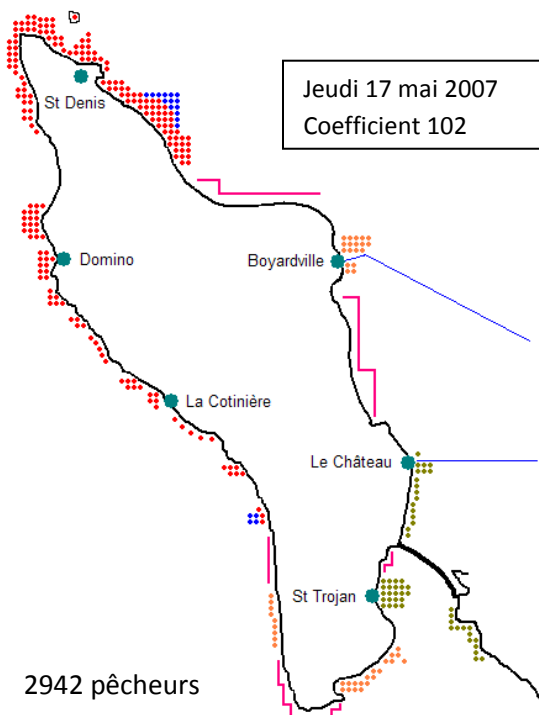 Jeudi 17 mai 2007
Coefficient 102
St Denis
Domino
Boyardville
La Cotinière
Le Château
St Trojan
2942 pêcheurs